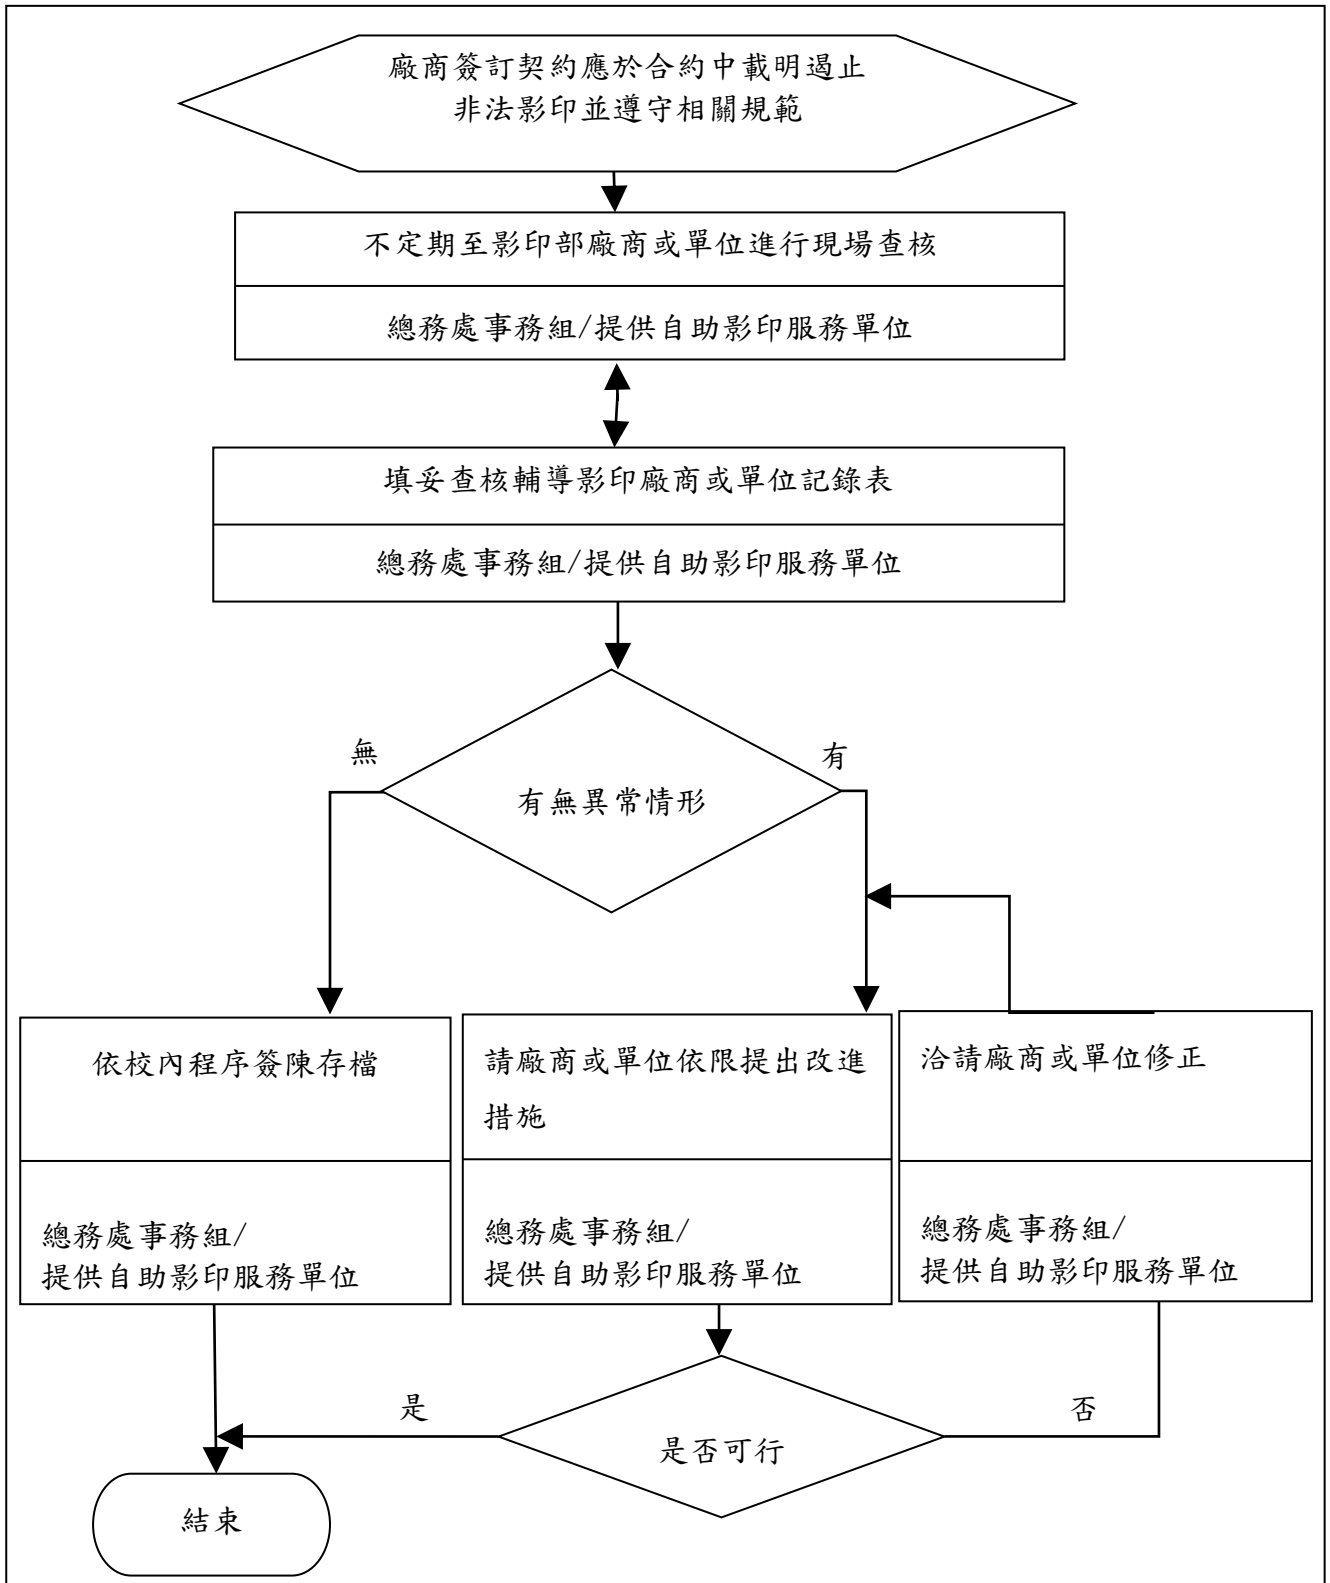 廠商簽訂契約應於合約中載明遏止
非法影印並遵守相關規範
不定期至影印部廠商或單位進行現場查核
總務處事務組/提供自助影印服務單位
填妥查核輔導影印廠商或單位記錄表
總務處事務組/提供自助影印服務單位
無
有
有無異常情形
依校內程序簽陳存檔
總務處事務組/
提供自助影印服務單位
請廠商或單位依限提出改進
措施
總務處事務組/
提供自助影印服務單位
洽請廠商或單位修正
總務處事務組/
提供自助影印服務單位
是
否
是否可行
結束